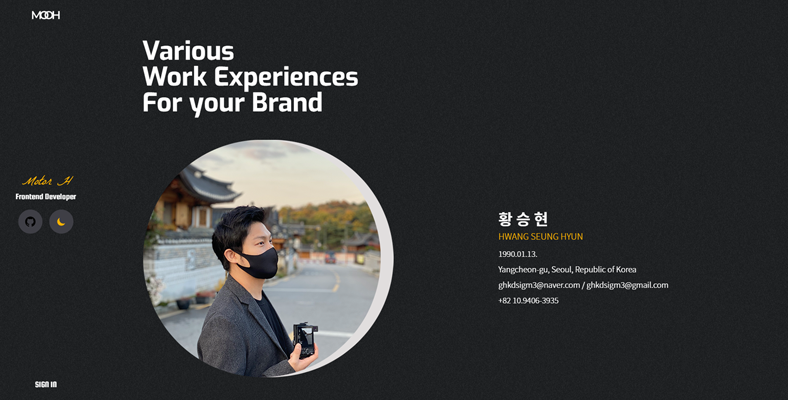 MOOH
Various
Work Experiences
For your Brand
Motor H
Frontend Developer
황승현
HWANG SEUNG HYUN
1990.01.13.
Yangcheon-gu, Seoul, Republic of Korea
ghkdsigm3@naver.com / ghkdsigm3@gmail.com
+82 10.9406-3935
SIGN IN